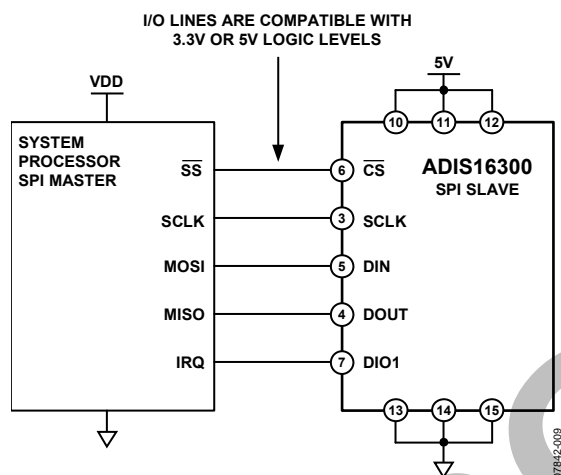 I/O LINES ARE COMPATIBLE WITH
3.3V OR 5V LOGIC LEVELS
VDD
5V
10 11 12
SYSTEM
PROCESSOR
SPI MASTER
ADIS16300
SPI SLAVE
SS 6 CS
SCLK 3 SCLK
MOSI 5 DIN
MISO 4 DOUT
IRQ 7 DIO1
13 14 15
07842-009